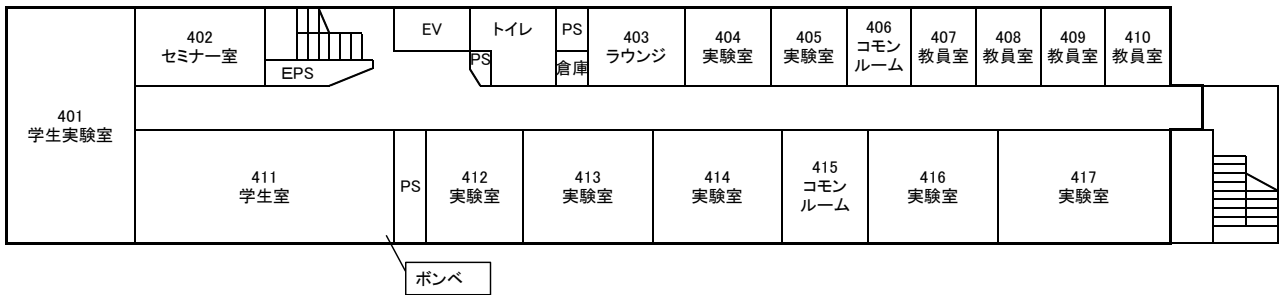 401
学生実験室
402
セミナー室
EPS
EV
トイレ
PS
PS
倉庫
403
ラウンジ
404
実験室
405
実験室
406
コモン
ルーム
407
教員室
408
教員室
409
教員室
410
教員室
411
学生室
PS
412
実験室
413
実験室
414
実験室
415
コモン
ルーム
416
実験室
417
実験室
ボンベ